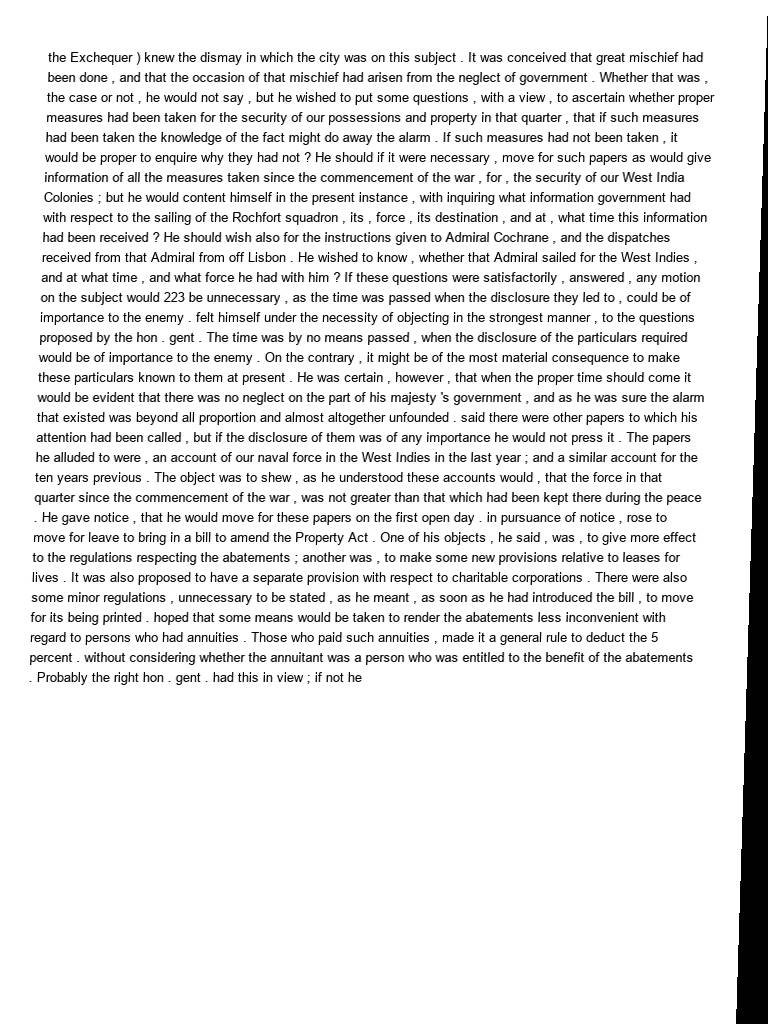 the Exchequer ) knew the dismay in which the city was on this subject . It was conceived that great mischief had
been done , and that the occasion of that mischief had arisen from the neglect of government . Whether that was ,
the case or not , he would not say , but he wished to put some questions , with a view , to ascertain whether proper
measures had been taken for the security of our possessions and property in that quarter , that if such measures
had been taken the knowledge of the fact might do away the alarm . If such measures had not been taken , it
would be proper to enquire why they had not ? He should if it were necessary , move for such papers as would give
information of all the measures taken since the commencement of the war , for , the security of our West India
Colonies ; but he would content himself in the present instance , with inquiring what information government had
with respect to the sailing of the Rochfort squadron , its , force , its destination , and at , what time this information
had been received ? He should wish also for the instructions given to Admiral Cochrane , and the dispatches
received from that Admiral from off Lisbon . He wished to know , whether that Admiral sailed for the West Indies ,
and at what time , and what force he had with him ? If these questions were satisfactorily , answered , any motion
on the subject would 223 be unnecessary , as the time was passed when the disclosure they led to , could be of
importance to the enemy . felt himself under the necessity of objecting in the strongest manner , to the questions
proposed by the hon . gent . The time was by no means passed , when the disclosure of the particulars required
would be of importance to the enemy . On the contrary , it might be of the most material consequence to make
these particulars known to them at present . He was certain , however , that when the proper time should come it
would be evident that there was no neglect on the part of his majesty 's government , and as he was sure the alarm
that existed was beyond all proportion and almost altogether unfounded . said there were other papers to which his
attention had been called , but if the disclosure of them was of any importance he would not press it . The papers
he alluded to were , an account of our naval force in the West Indies in the last year ; and a similar account for the
ten years previous . The object was to shew , as he understood these accounts would , that the force in that
quarter since the commencement of the war , was not greater than that which had been kept there during the peace
. He gave notice , that he would move for these papers on the first open day . in pursuance of notice , rose to
move for leave to bring in a bill to amend the Property Act . One of his objects , he said , was , to give more effect
to the regulations respecting the abatements ; another was , to make some new provisions relative to leases for
lives . It was also proposed to have a separate provision with respect to charitable corporations . There were also
some minor regulations , unnecessary to be stated , as he meant , as soon as he had introduced the bill , to move
for its being printed . hoped that some means would be taken to render the abatements less inconvenient with
regard to persons who had annuities . Those who paid such annuities , made it a general rule to deduct the 5
percent . without considering whether the annuitant was a person who was entitled to the benefit of the abatements
. Probably the right hon . gent . had this in view ; if not he